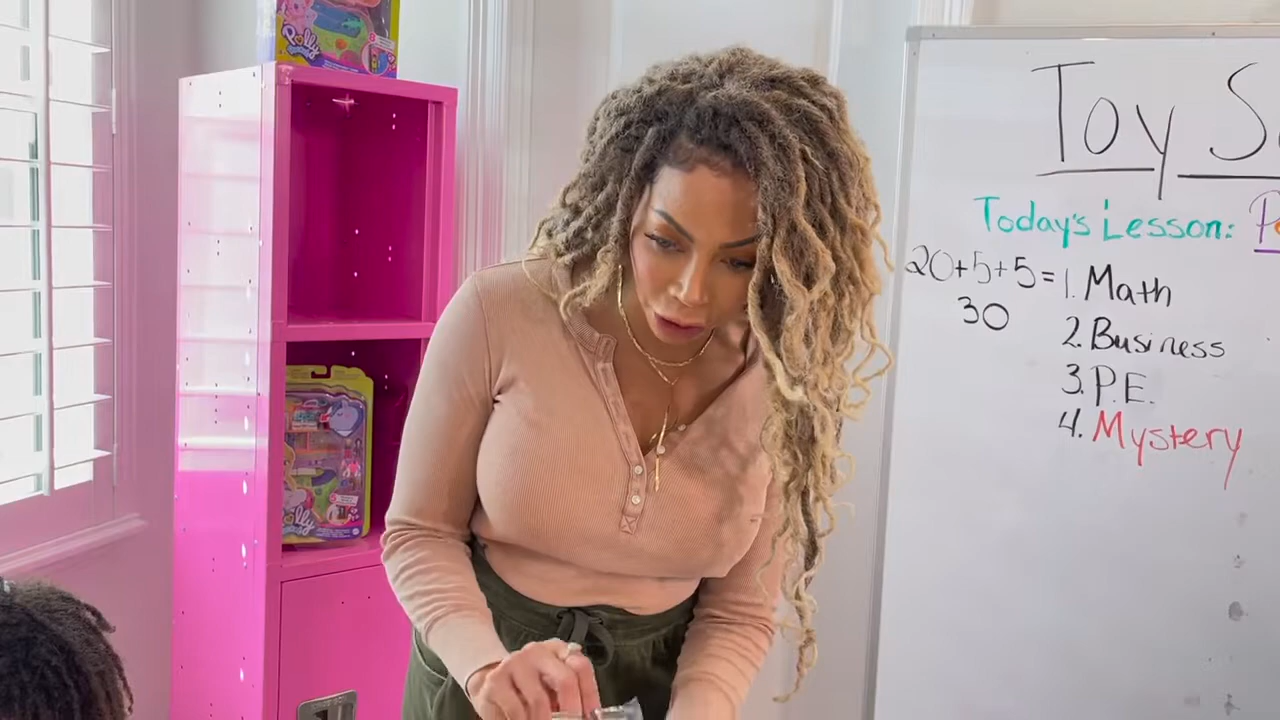 Polly
Toy S
Today's Lesson:
20+5+5= 1. Math
30
2. Business
3. P.E.
4. Mystery
Polly